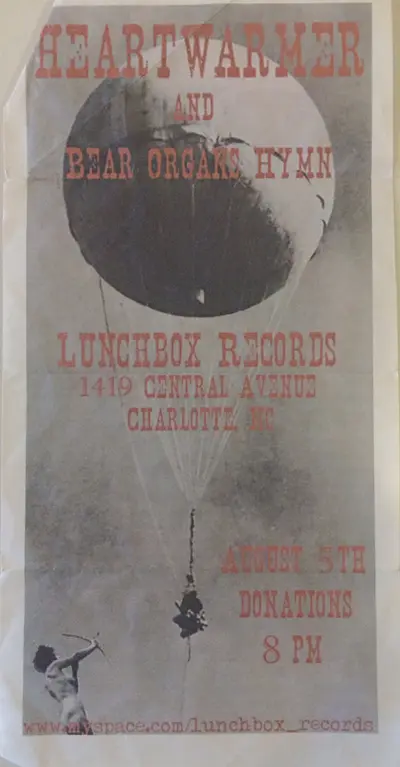 HEARTWARMER
AND
BEAR ORGANS HYMN
LUNCHBOX RECORDS
1419 CENTRAL AVENUE
CHARLOTTE, NC
AUGUST 5TH
DONATIONS
8 PM
www.myspace.com/lunchbox_records